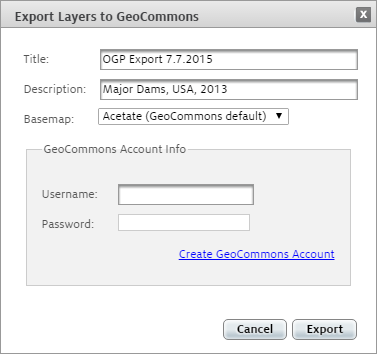 Export Layers to GeoCommons X
Title: OGP Export 7.7.2015
Description: Major Dams, USA, 2013
Basemap: Acetate (GeoCommons default)
GeoCommons Account Info
Username:
Password:
Create GeoCommons Account
Cancel Export